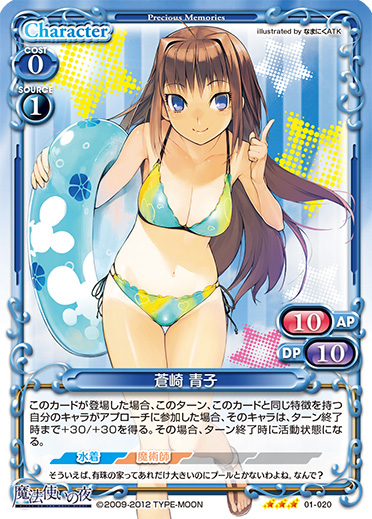 Precious Memories
Character
illustrated by なまにくATK
COST
0
SOURCE
1
10 AP
DP 10
蒼崎 青子
このカードが登場した場合、このターン、このカードと同じ特徴を持つ
自分のキャラがアプローチに参加した場合、そのキャラは、ターン終了
時まで+30/+30を得る。その場合、ターン終了時に活動状態にな
る。
水着 魔術師
そういえば、有珠の家ってあれだけ大きいのにプールとかないわよね。なんで？
魔法使いの夜
©2009-2012 TYPE-MOON
01-020